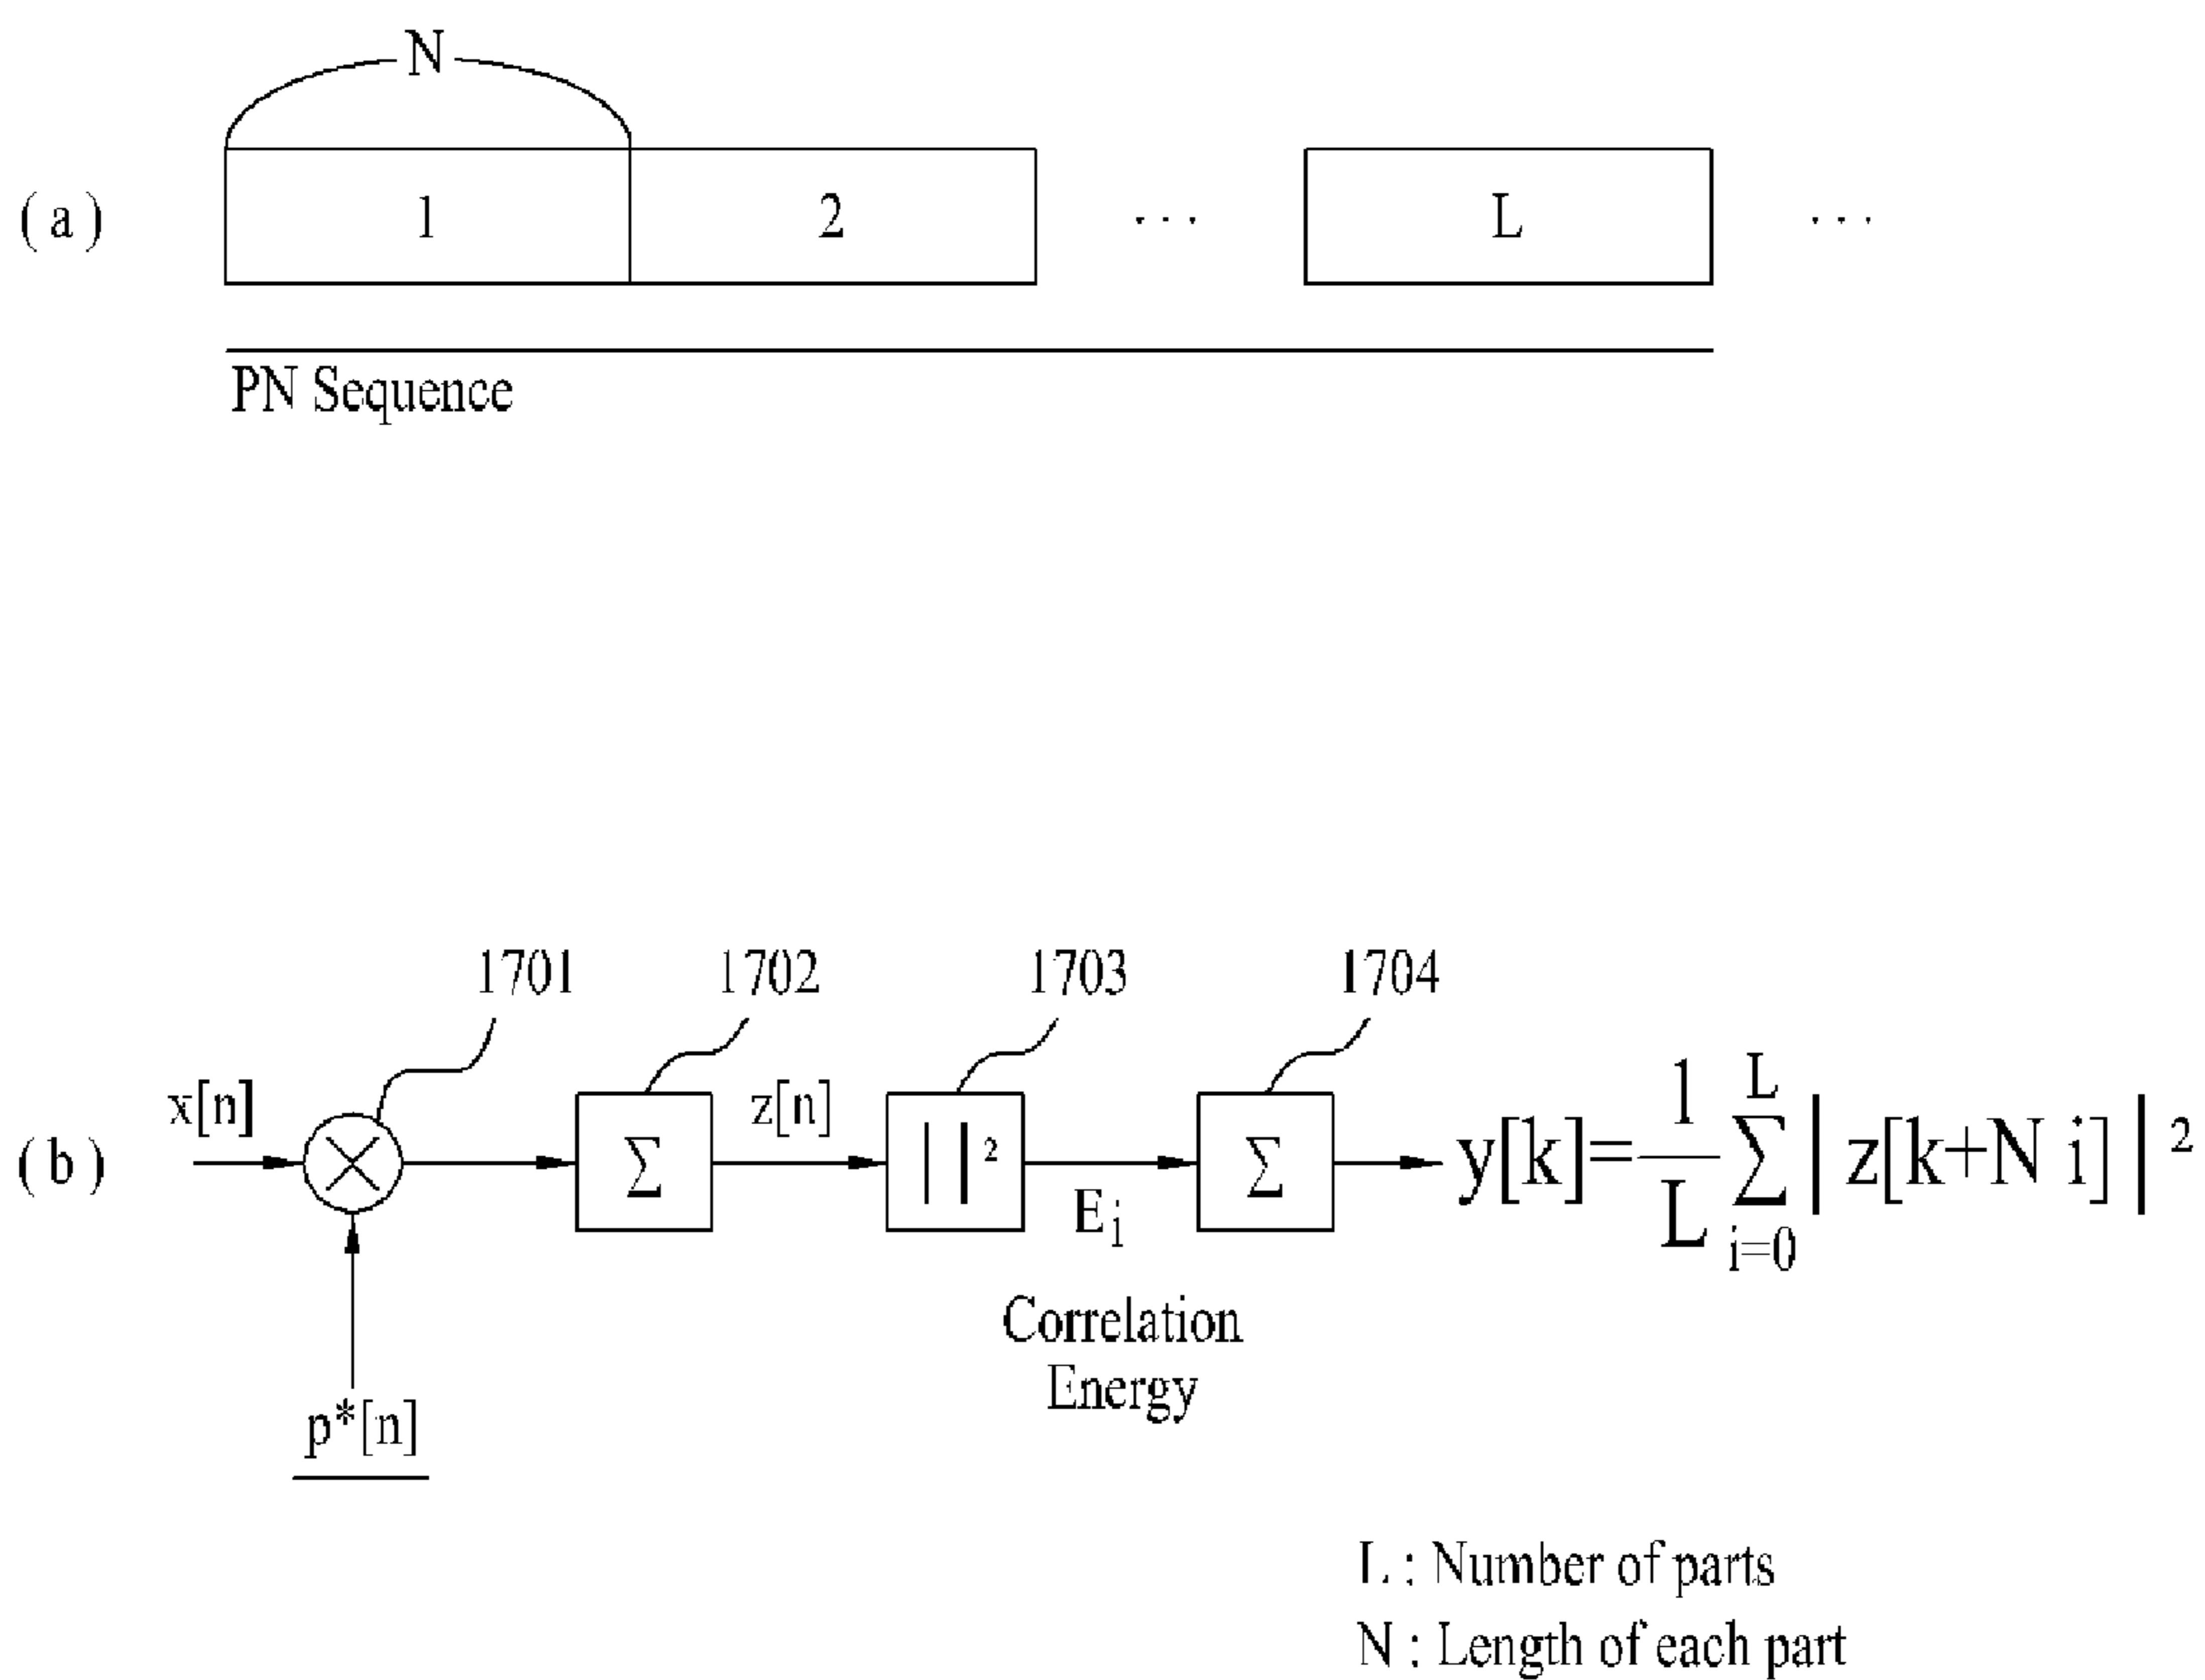 N
(a) 1 2 ... L ...
PN Sequence
1701 1702 1703 1704
(b) x[n] Σ z[n] | |² Ei Σ y[k]=1/L Σ_{i=0}^{L} | z[k+N i] | ²
Correlation
Energy
p*[n]
L : Number of parts
N : Length of each part